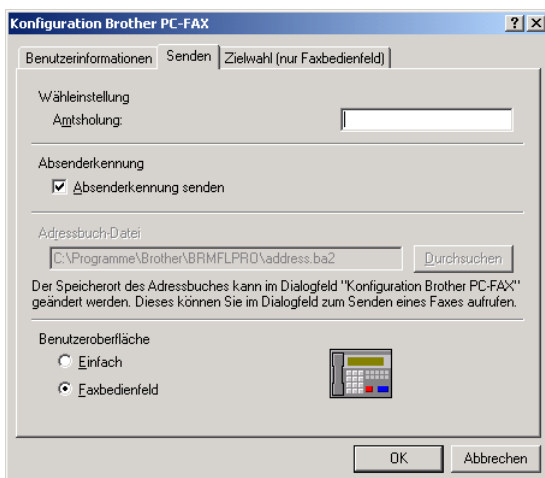 Konfiguration Brother PC-FAX
Benutzerinformationen Senden Zielwahl (nur Faxbedienfeld)
Wähleinstellung
Amtsholung:
Absenderkennung
Absenderkennung senden
Adressbuch-Datei
C:\Programme\Brother\BRMFLPRO\address.ba2 Durchsuchen
Der Speicherort des Adressbuches kann im Dialogfeld "Konfiguration Brother PC-FAX"
geändert werden. Dieses können Sie im Dialogfeld zum Senden eines Faxes aufrufen.
Benutzeroberfläche
Einfach
Faxbedienfeld
OK Abbrechen